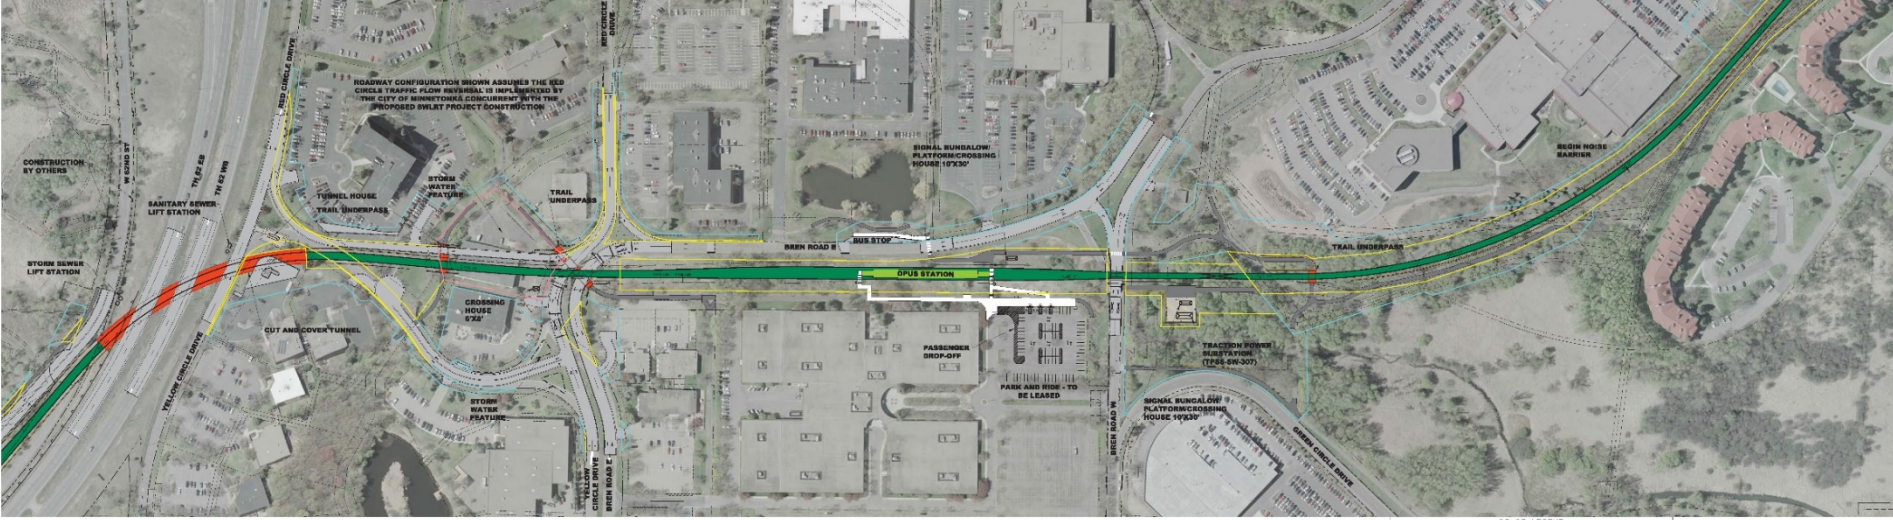 RED CIRCLE DRIVE
RED CIRCLE
DRIVE
ROADWAY CONFIGURATION SHOWN ASSUMES THE RED
CIRCLE TRAFFIC FLOW REVERSAL IS IMPLEMENTED BY
THE CITY OF MINNETONKA CONCURRENT WITH THE
PROPOSED SWLRT PROJECT CONSTRUCTION
CONSTRUCTION
BY OTHERS
W 62ND ST
TH 62 EB
TH 62 WB
SANITARY SEWER
LIFT STATION
TUNNEL HOUSE
TRAIL UNDERPASS
STORM
WATER
FEATURE
TRAIL
UNDERPASS
SIGNAL BUNGALOW/
PLATFORM/CROSSING
HOUSE 10'X30'
BEGIN NOISE
BARRIER
STORM SEWER
LIFT STATION
BREN ROAD E
BUS STOP
TRAIL UNDERPASS
OPUS STATION
CROSSING
HOUSE
6'X8'
CUT AND COVER TUNNEL
YELLOW CIRCLE DRIVE
PASSENGER
DROP-OFF
PARK AND RIDE - TO
BE LEASED
TRACTION POWER
SUBSTATION
(TPSS-SW-307)
STORM
WATER
FEATURE
SIGNAL BUNGALOW
PLATFORM/CROSSING
HOUSE 10'X30'
BREN ROAD W
GREEN CIRCLE DRIVE
YELLOW
CIRCLE DRIVE
BREN ROAD E